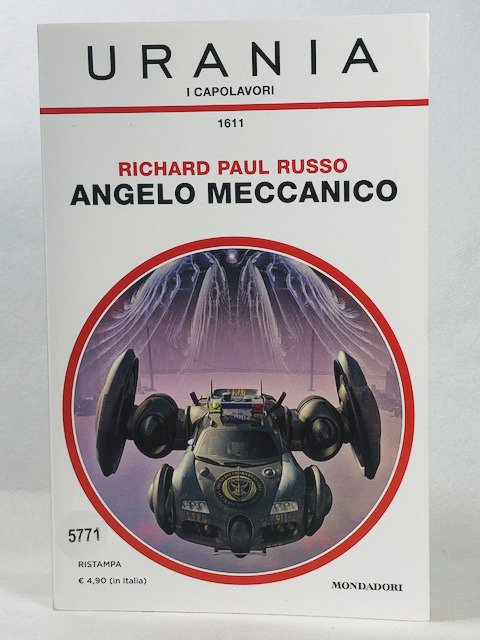 URANIA
I CAPOLAVORI
1611
RICHARD PAUL RUSSO
ANGELO MECCANICO
5771
RISTAMPA
€ 4,90 (in Italia)
MONDADORI